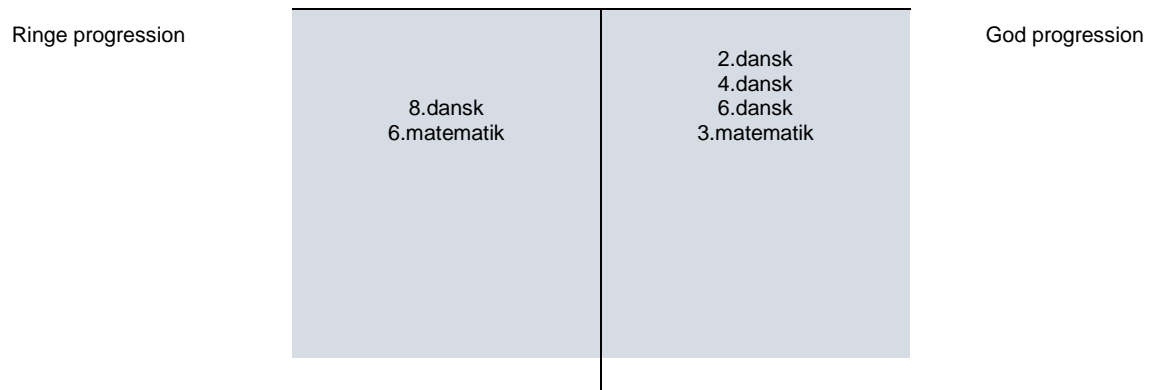 Ringe progression
God progression
8.dansk
6.matematik
2.dansk
4.dansk
6.dansk
3.matematik